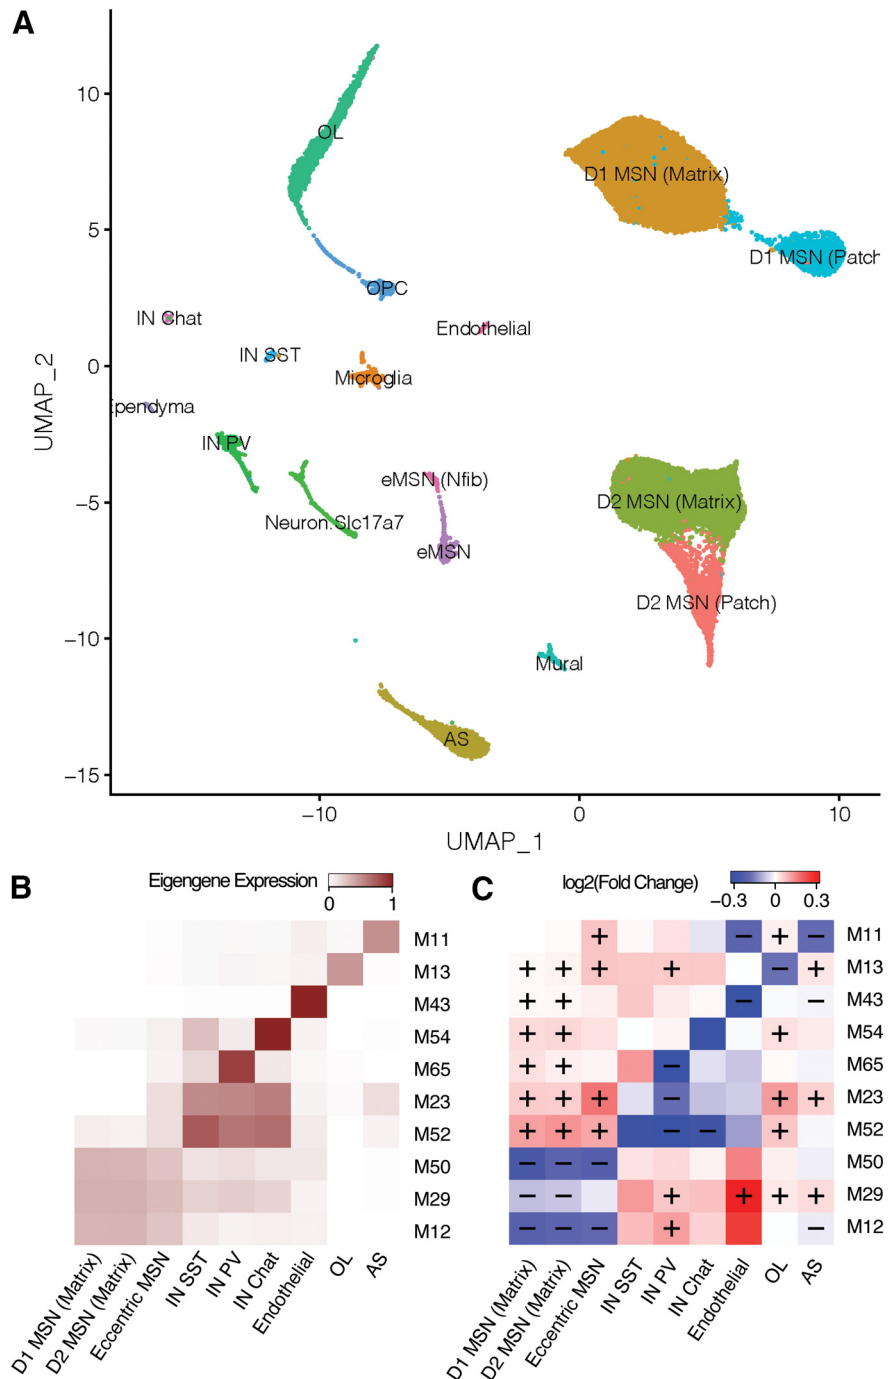 A
10
5
0
−5
−10
−15
UMAP_2
OL
D1 MSN (Matrix)
D1 MSN (Patch
OPC
IN Chat
Endothelial
IN SST
Microglia
pendyma
IN PV
eMSN (Nfib)
D2 MSN (Matrix)
Neuron.Slc17a7
eMSN
D2 MSN (Patch)
Mural
AS
−10
0
10
UMAP_1
B
Eigengene Expression
0
1
M11
M13
M43
M54
M65
M23
M52
M50
M29
M12
D1 MSN (Matrix)
D2 MSN (Matrix)
Eccentric MSN
IN SST
IN PV
IN Chat
Endothelial
OL
AS
C
log2(Fold Change)
−0.3
0
0.3
+ − + − M11
+ + + + − + M13
+ + − − M43
+ + + M54
+ + − M65
+ + + − + + M23
+ + + − − + M52
− − − M50
− − + + + + M29
− − − + − M12
D1 MSN (Matrix)
D2 MSN (Matrix)
Eccentric MSN
IN SST
IN PV
IN Chat
Endothelial
OL
AS